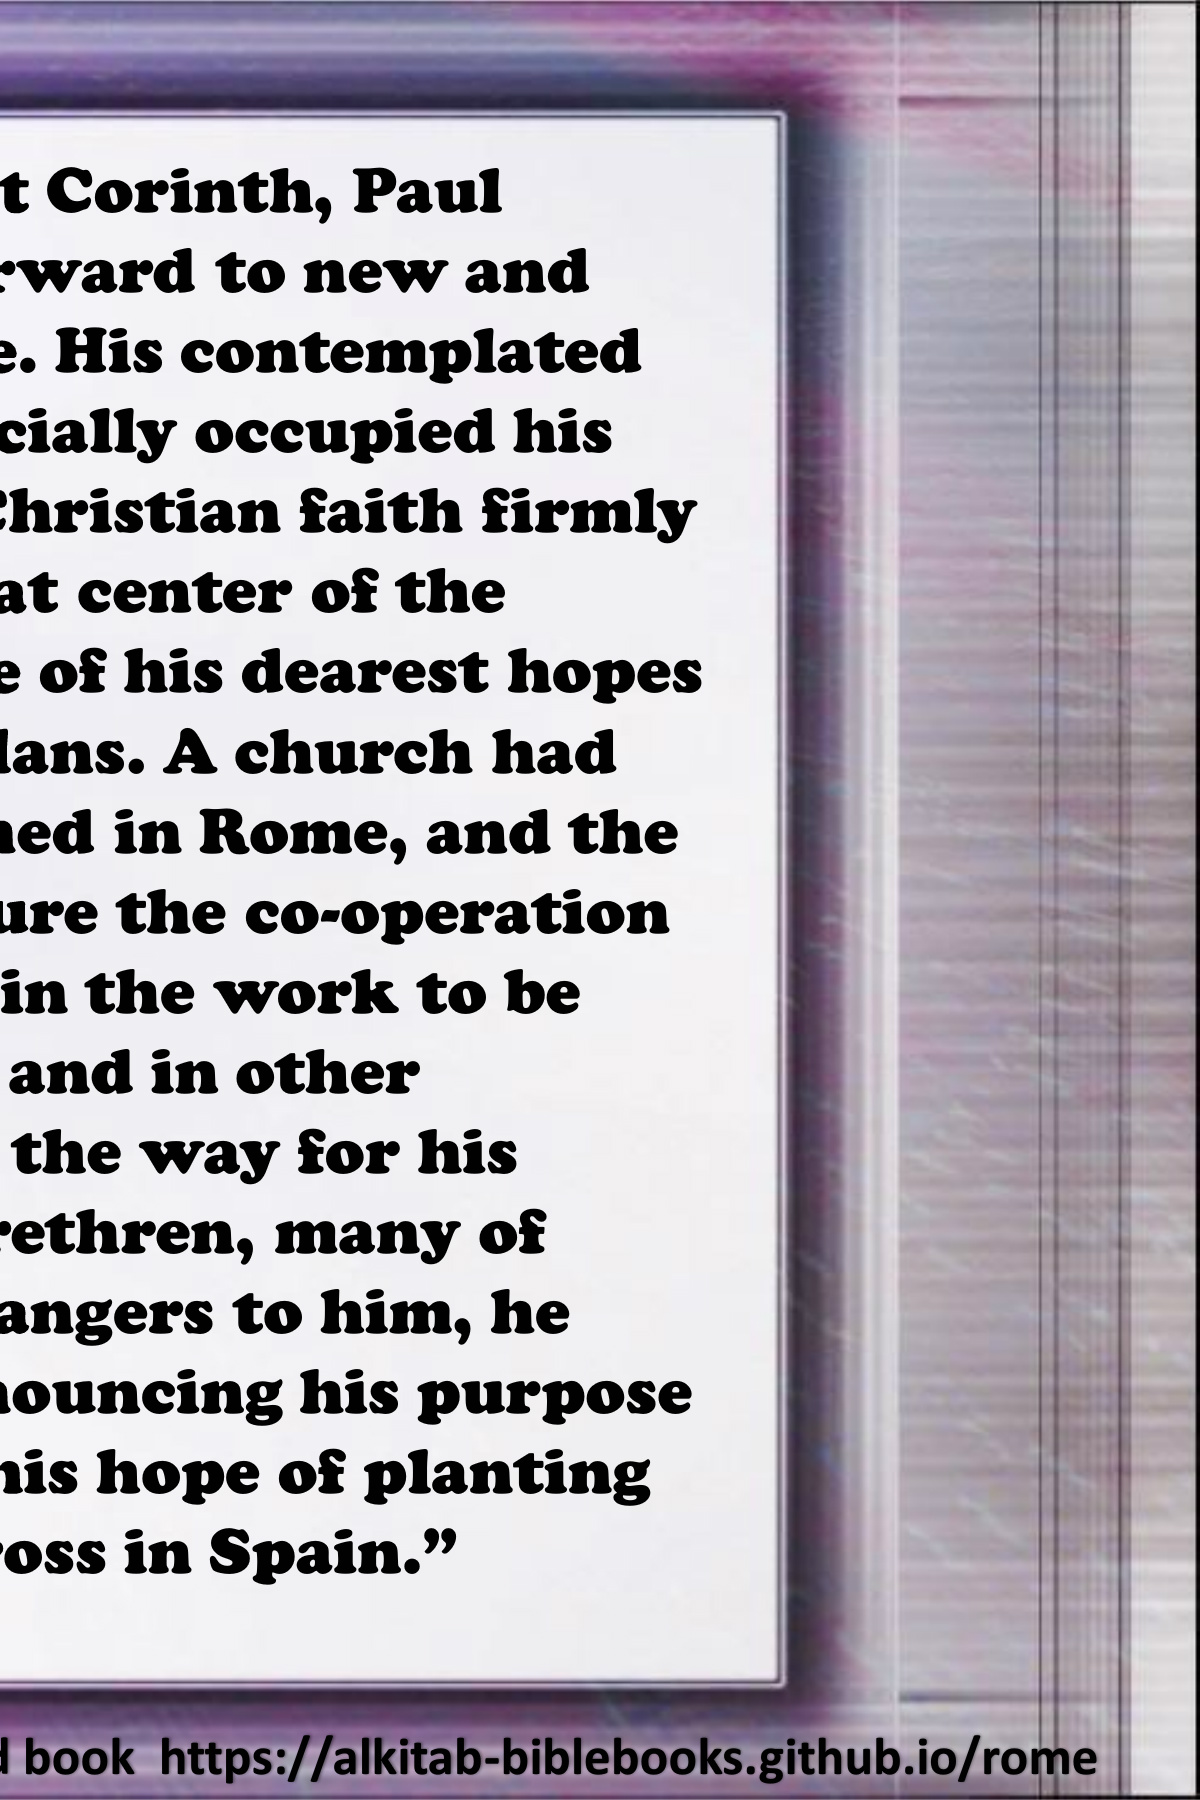 t Corinth, Paul
rward to new and
e. His contemplated
cially occupied his
Christian faith firmly
at center of the
e of his dearest hopes
lans. A church had
ned in Rome, and the
ure the co-operation
in the work to be
and in other
the way for his
rethren, many of
angers to him, he
nouncing his purpose
his hope of planting
ross in Spain.”
d book https://alkitab-biblebooks.github.io/rome